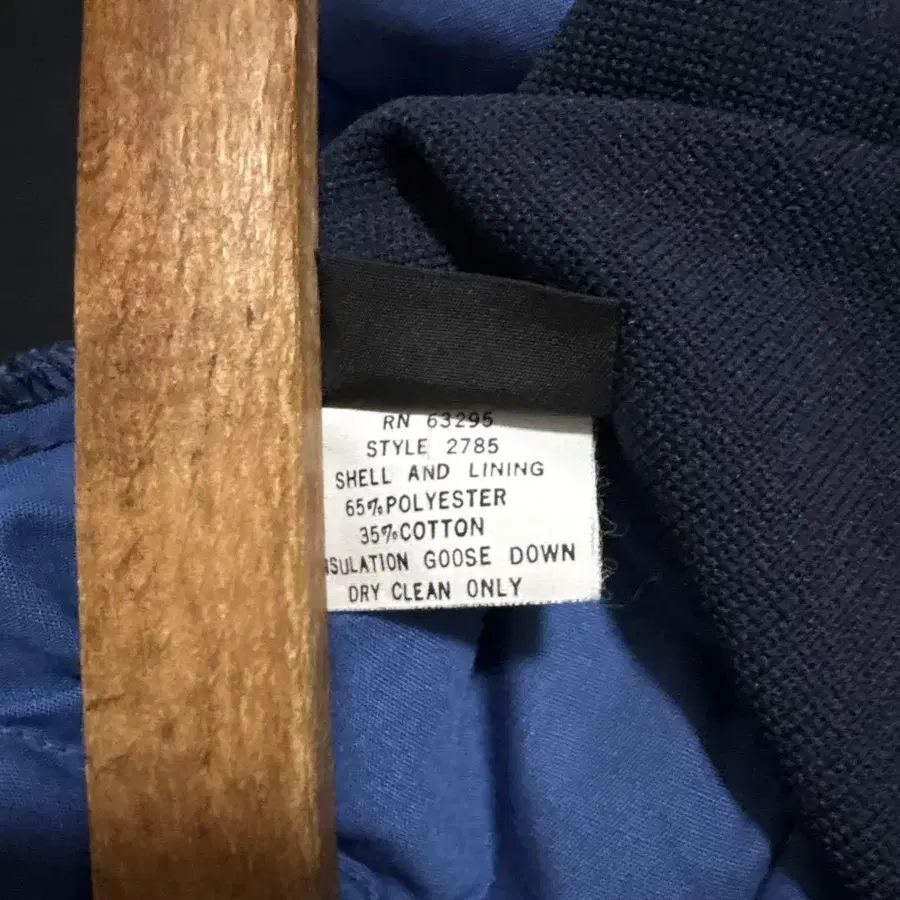 RN 63295
STYLE 2785
SHELL AND LINING
65% POLYESTER
35% COTTON
SULATION GOOSE DOWN
DRY CLEAN ONLY